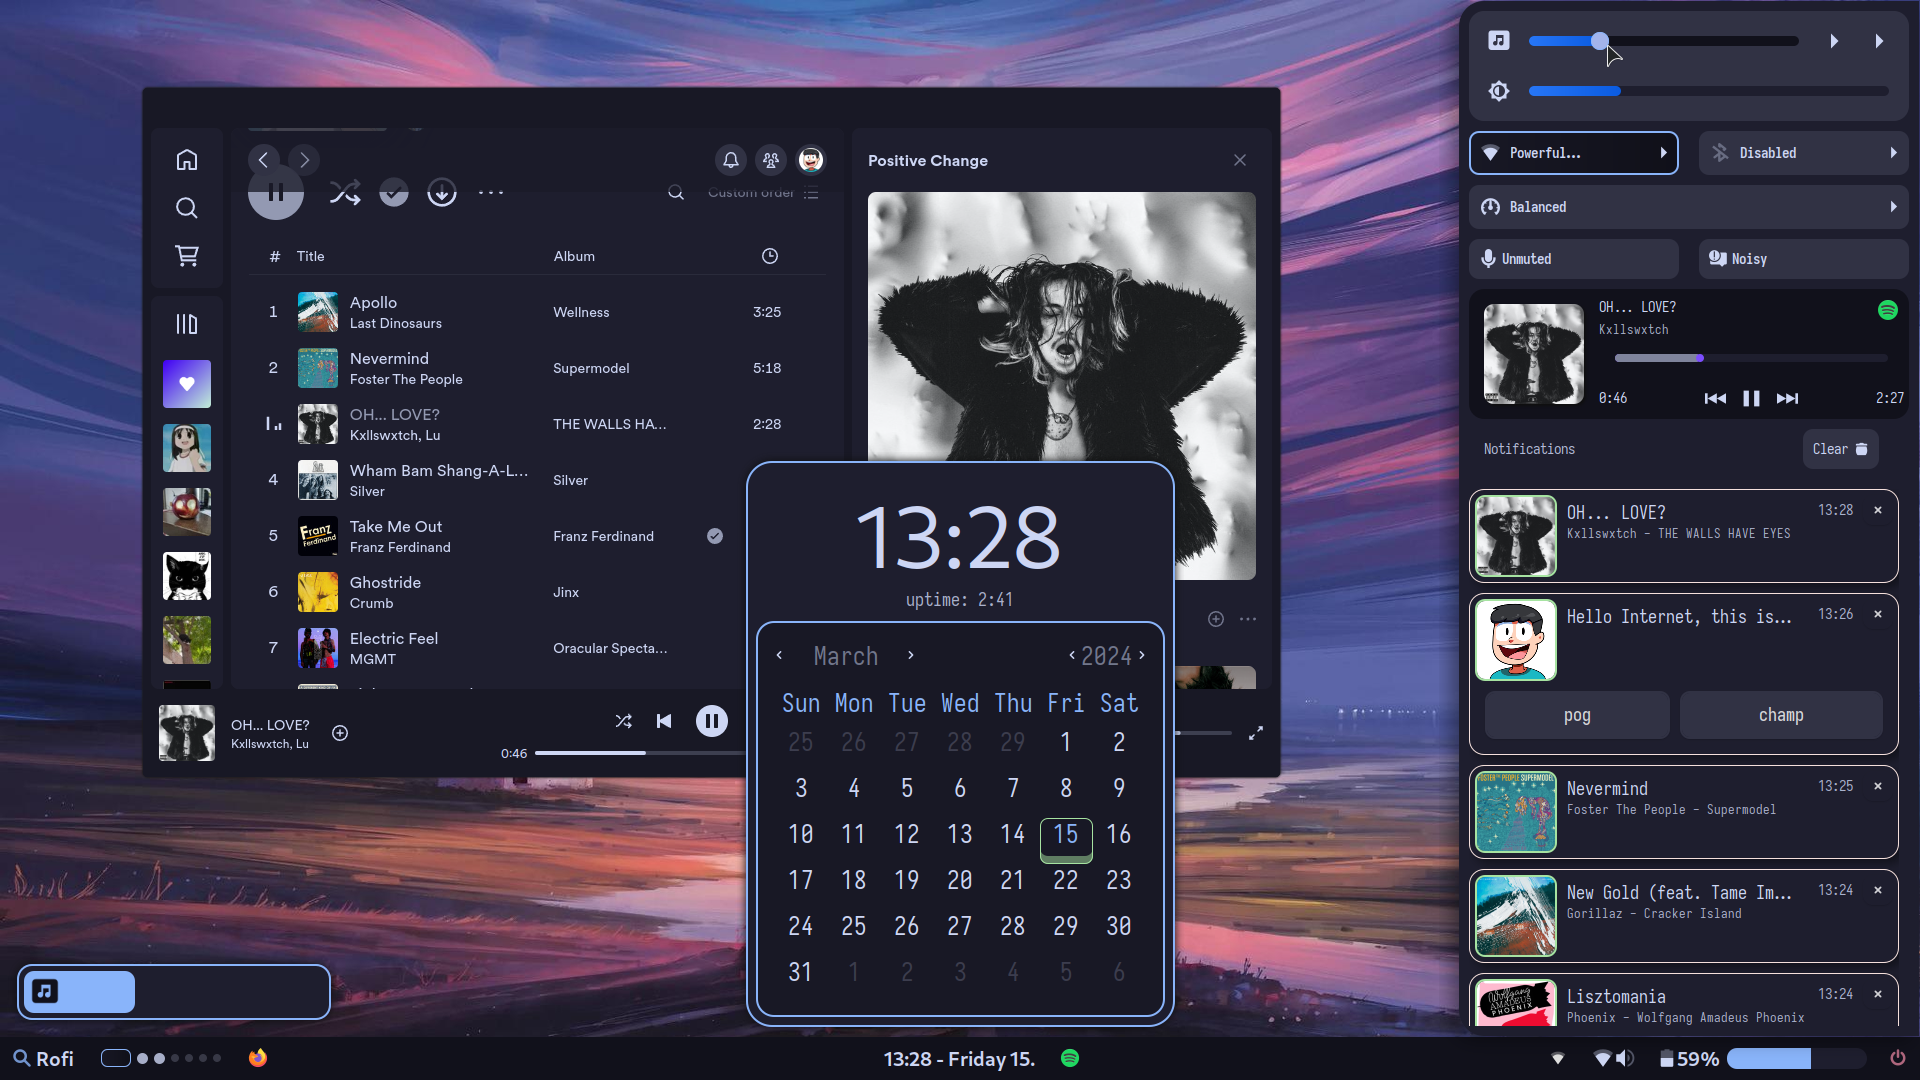 Positive Change
Custom order
# Title Album
1 Apollo Wellness 3:25
Last Dinosaurs
2 Nevermind Supermodel 5:18
Foster The People
OH... LOVE? THE WALLS HA... 2:28
Kxllswxtch, Lu
4 Wham Bam Shang-A-L... Silver
Silver
5 Take Me Out Franz Ferdinand
Franz Ferdinand
Franz Ferdinand
6 Ghostride Jinx
Crumb
7 Electric Feel Oracular Specta...
MGMT
OH... LOVE?
Kxllswxtch, Lu
0:46
13:28
uptime: 2:41
‹ March › ‹ 2024 ›
Sun Mon Tue Wed Thu Fri Sat
25 26 27 28 29 1 2
3 4 5 6 7 8 9
10 11 12 13 14 15 16
17 18 19 20 21 22 23
24 25 26 27 28 29 30
31 1 2 3 4 5 6
Powerful... Disabled
Balanced
Unmuted Noisy
OH... LOVE?
Kxllswxtch
0:46 2:27
Notifications Clear
OH... LOVE? 13:28 ×
Kxllswxtch - THE WALLS HAVE EYES
Hello Internet, this is... 13:26 ×
pog champ
FOSTER THE PEOPLE SUPERMODEL
Nevermind 13:25 ×
Foster The People - Supermodel
New Gold (feat. Tame Im... 13:24 ×
Gorillaz - Cracker Island
Wolfgang
AMADEUS
PHOENIX
Lisztomania 13:24 ×
Phoenix - Wolfgang Amadeus Phoenix
Rofi 13:28 - Friday 15. 59%